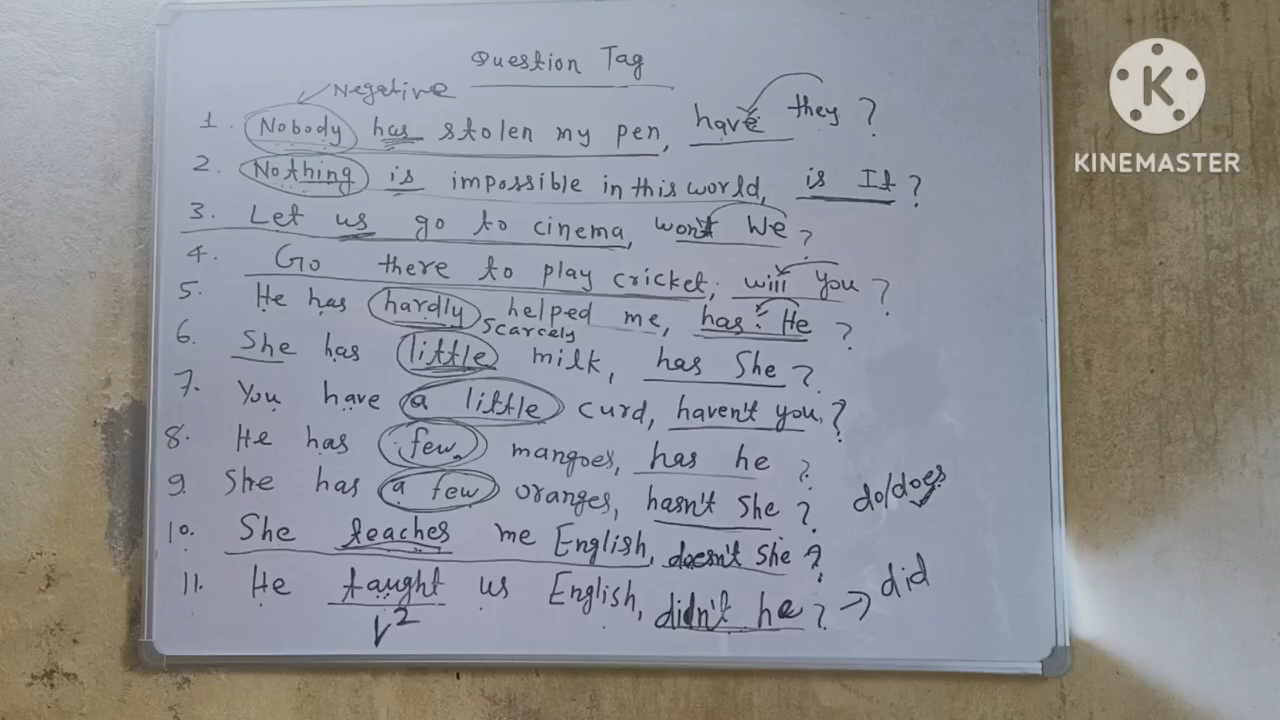 Question Tag
Negative
1. Nobody has stolen my pen, have they?
2. Nothing is impossible in this world, is It?
3. Let us go to cinema, won't We?
4. Go there to play cricket, will you?
5. He has hardly helped me, has He?
scarcely
6. She has little milk, has She?
7. You have a little curd, haven't you?
8. He has few mangoes, has he?
9. She has a few oranges, hasn't She?
do/does
10. She teaches me English, doesn't She?
11. He taught us English, didn't he? → did
V²
K
KINEMASTER